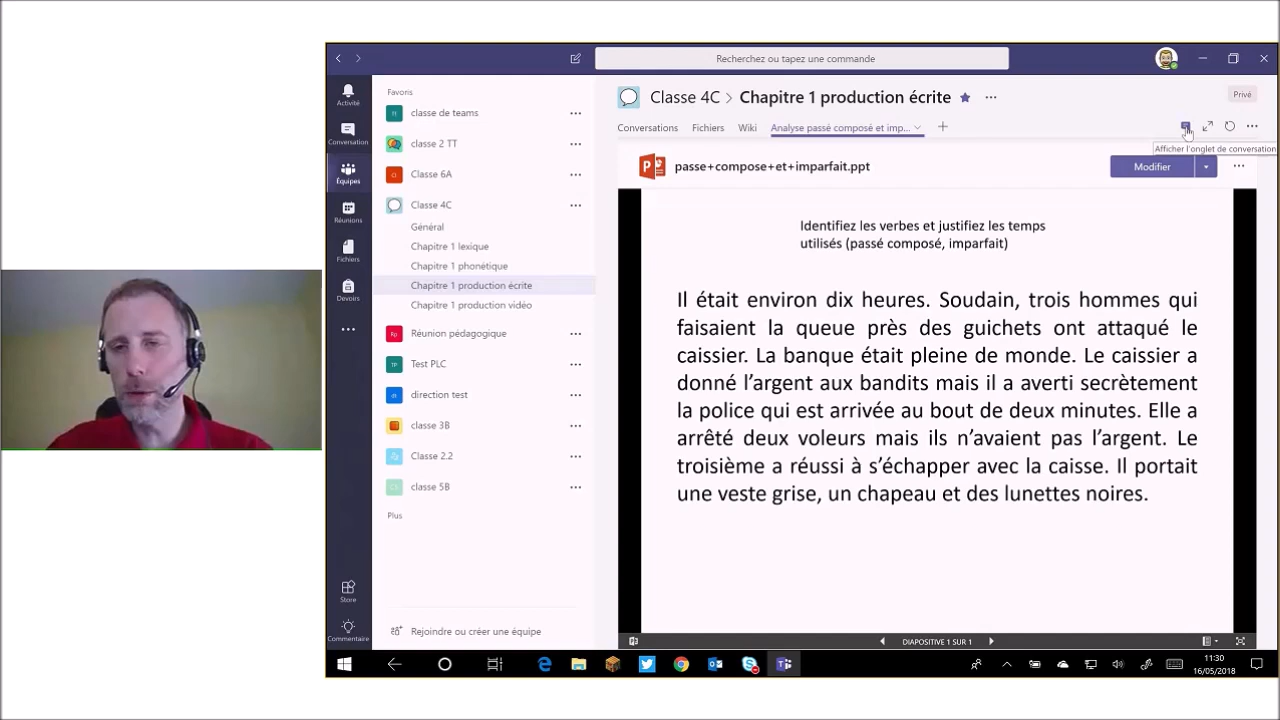 Recherchez ou tapez une commande
Activité
Conversation
Équipes
Réunions
Fichiers
Devoirs
Store
Commentaire
Favoris
classe de teams
classe 2 TT
Classe 6A
Classe 4C
Général
Chapitre 1 lexique
Chapitre 1 phonétique
Chapitre 1 production écrite
Chapitre 1 production vidéo
Réunion pédagogique
Test PLC
direction test
classe 3B
Classe 2.2
classe 5B
Plus
Rejoindre ou créer une équipe
Classe 4C > Chapitre 1 production écrite
Privé
Conversations Fichiers Wiki Analyse passé composé et imp...
Afficher l'onglet de conversation
passe+compose+et+imparfait.ppt
Modifier
Identifiez les verbes et justifiez les temps
utilisés (passé composé, imparfait)
Il était environ dix heures. Soudain, trois hommes qui
faisaient la queue près des guichets ont attaqué le
caissier. La banque était pleine de monde. Le caissier a
donné l'argent aux bandits mais il a averti secrètement
la police qui est arrivée au bout de deux minutes. Elle a
arrêté deux voleurs mais ils n'avaient pas l'argent. Le
troisième a réussi à s'échapper avec la caisse. Il portait
une veste grise, un chapeau et des lunettes noires.
DIAPOSITIVE 1 SUR 1
11:30
16/05/2018